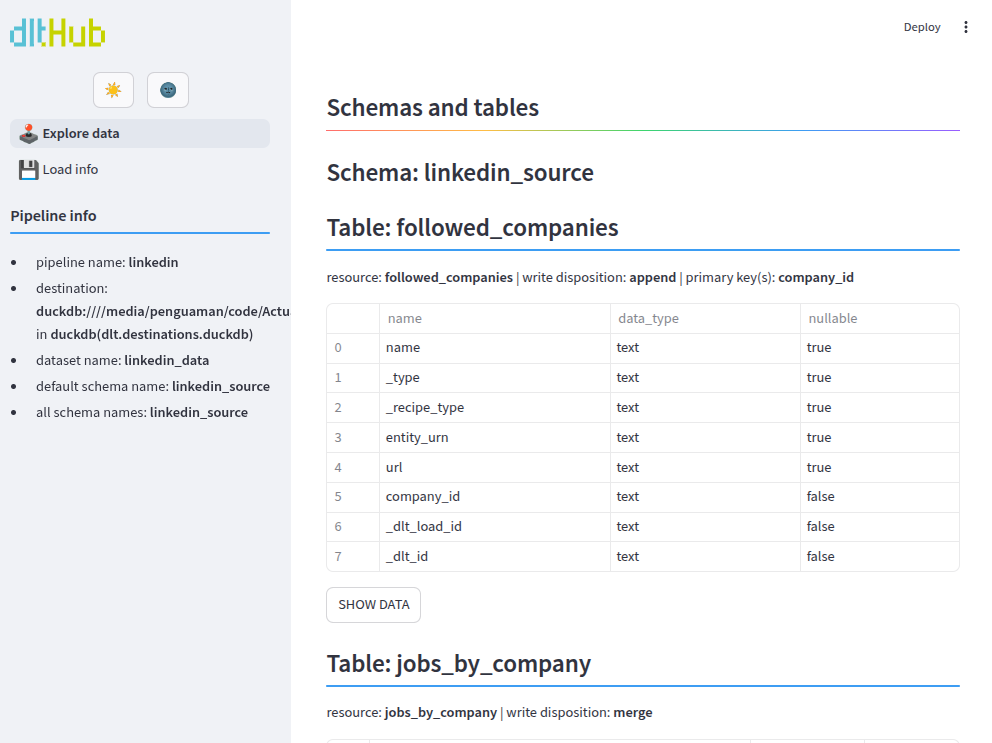 dltHub
Deploy
Explore data
Load info
Pipeline info
pipeline name: linkedin
destination:
duckdb:////media/penguaman/code/Actu
in duckdb(dlt.destinations.duckdb)
dataset name: linkedin_data
default schema name: linkedin_source
all schema names: linkedin_source
Schemas and tables
Schema: linkedin_source
Table: followed_companies
resource: followed_companies | write disposition: append | primary key(s): company_id
name data_type nullable
0 name text true
1 _type text true
2 _recipe_type text true
3 entity_urn text true
4 url text true
5 company_id text false
6 _dlt_load_id text false
7 _dlt_id text false
SHOW DATA
Table: jobs_by_company
resource: jobs_by_company | write disposition: merge